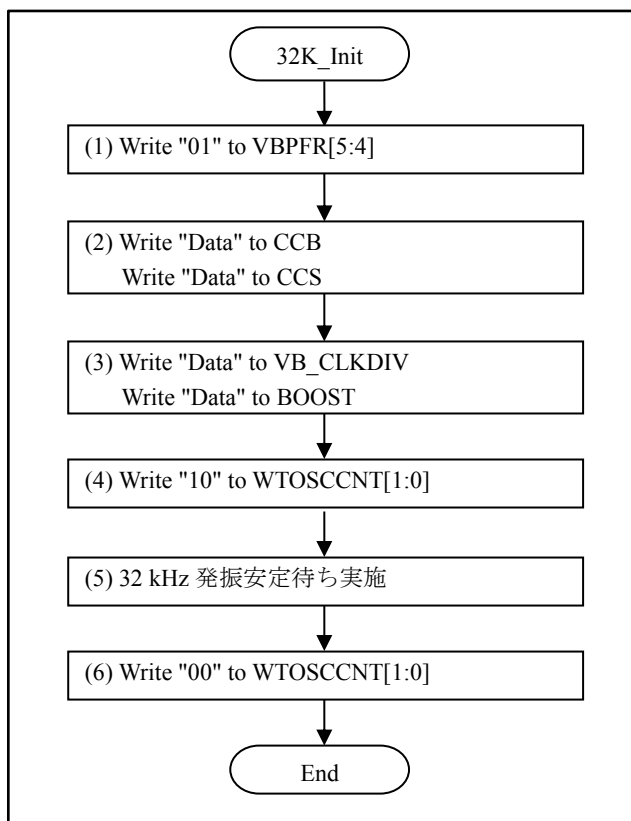 32K_Init
(1) Write "01" to VBPFR[5:4]
(2) Write "Data" to CCB
Write "Data" to CCS
(3) Write "Data" to VB_CLKDIV
Write "Data" to BOOST
(4) Write "10" to WTOSCCNT[1:0]
(5) 32 kHz 発振安定待ち実施
(6) Write "00" to WTOSCCNT[1:0]
End